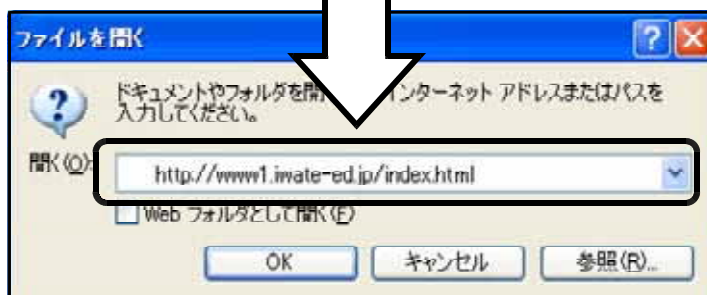 ファイルを開く
ドキュメントやフォルダを開 インターネット アドレスまたはパスを
入力してください。
開く(O):
http://www1.iwate-ed.jp/index.html
Web フォルダとして開く(F)
OK
キャンセル
参照(R)...